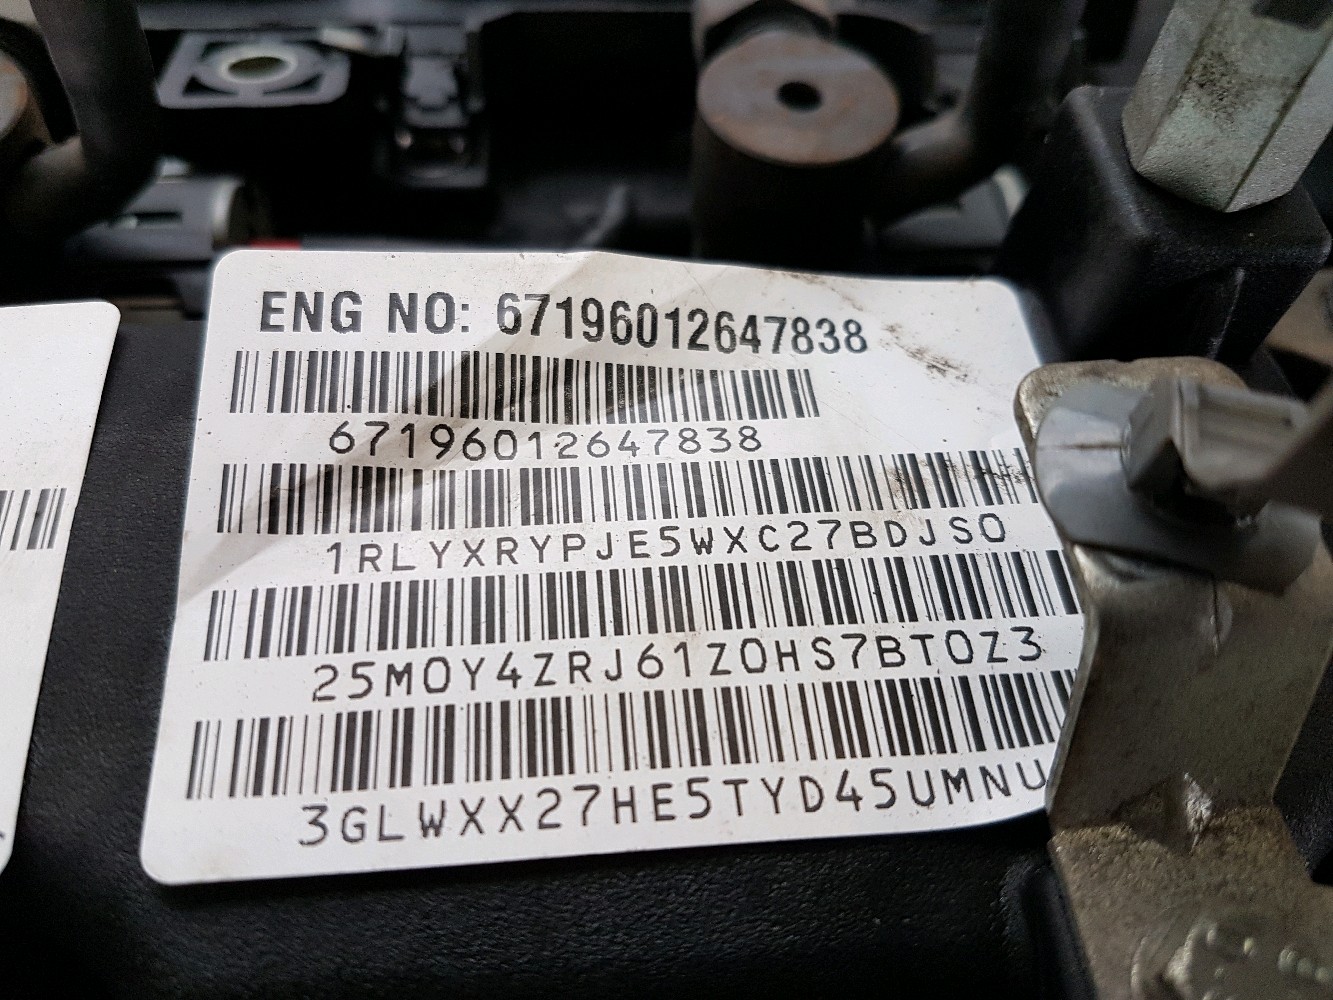 ENG NO: 67196012647838
67196012647838
1RLYXRYPJE5WXC27BDJSO
25MOY4ZRJ61ZOHS7BTOZ3
3GLWXX27HE5TYD45UMNU